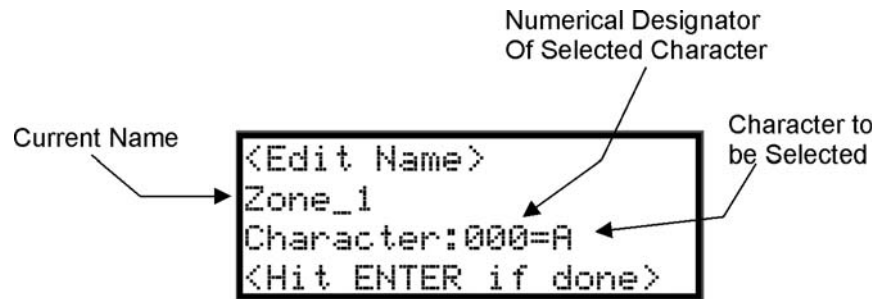 Numerical Designator
Of Selected Character
Current Name
Character to
be Selected
<Edit Name>
Zone_1
Character:000=A
<Hit ENTER if done>